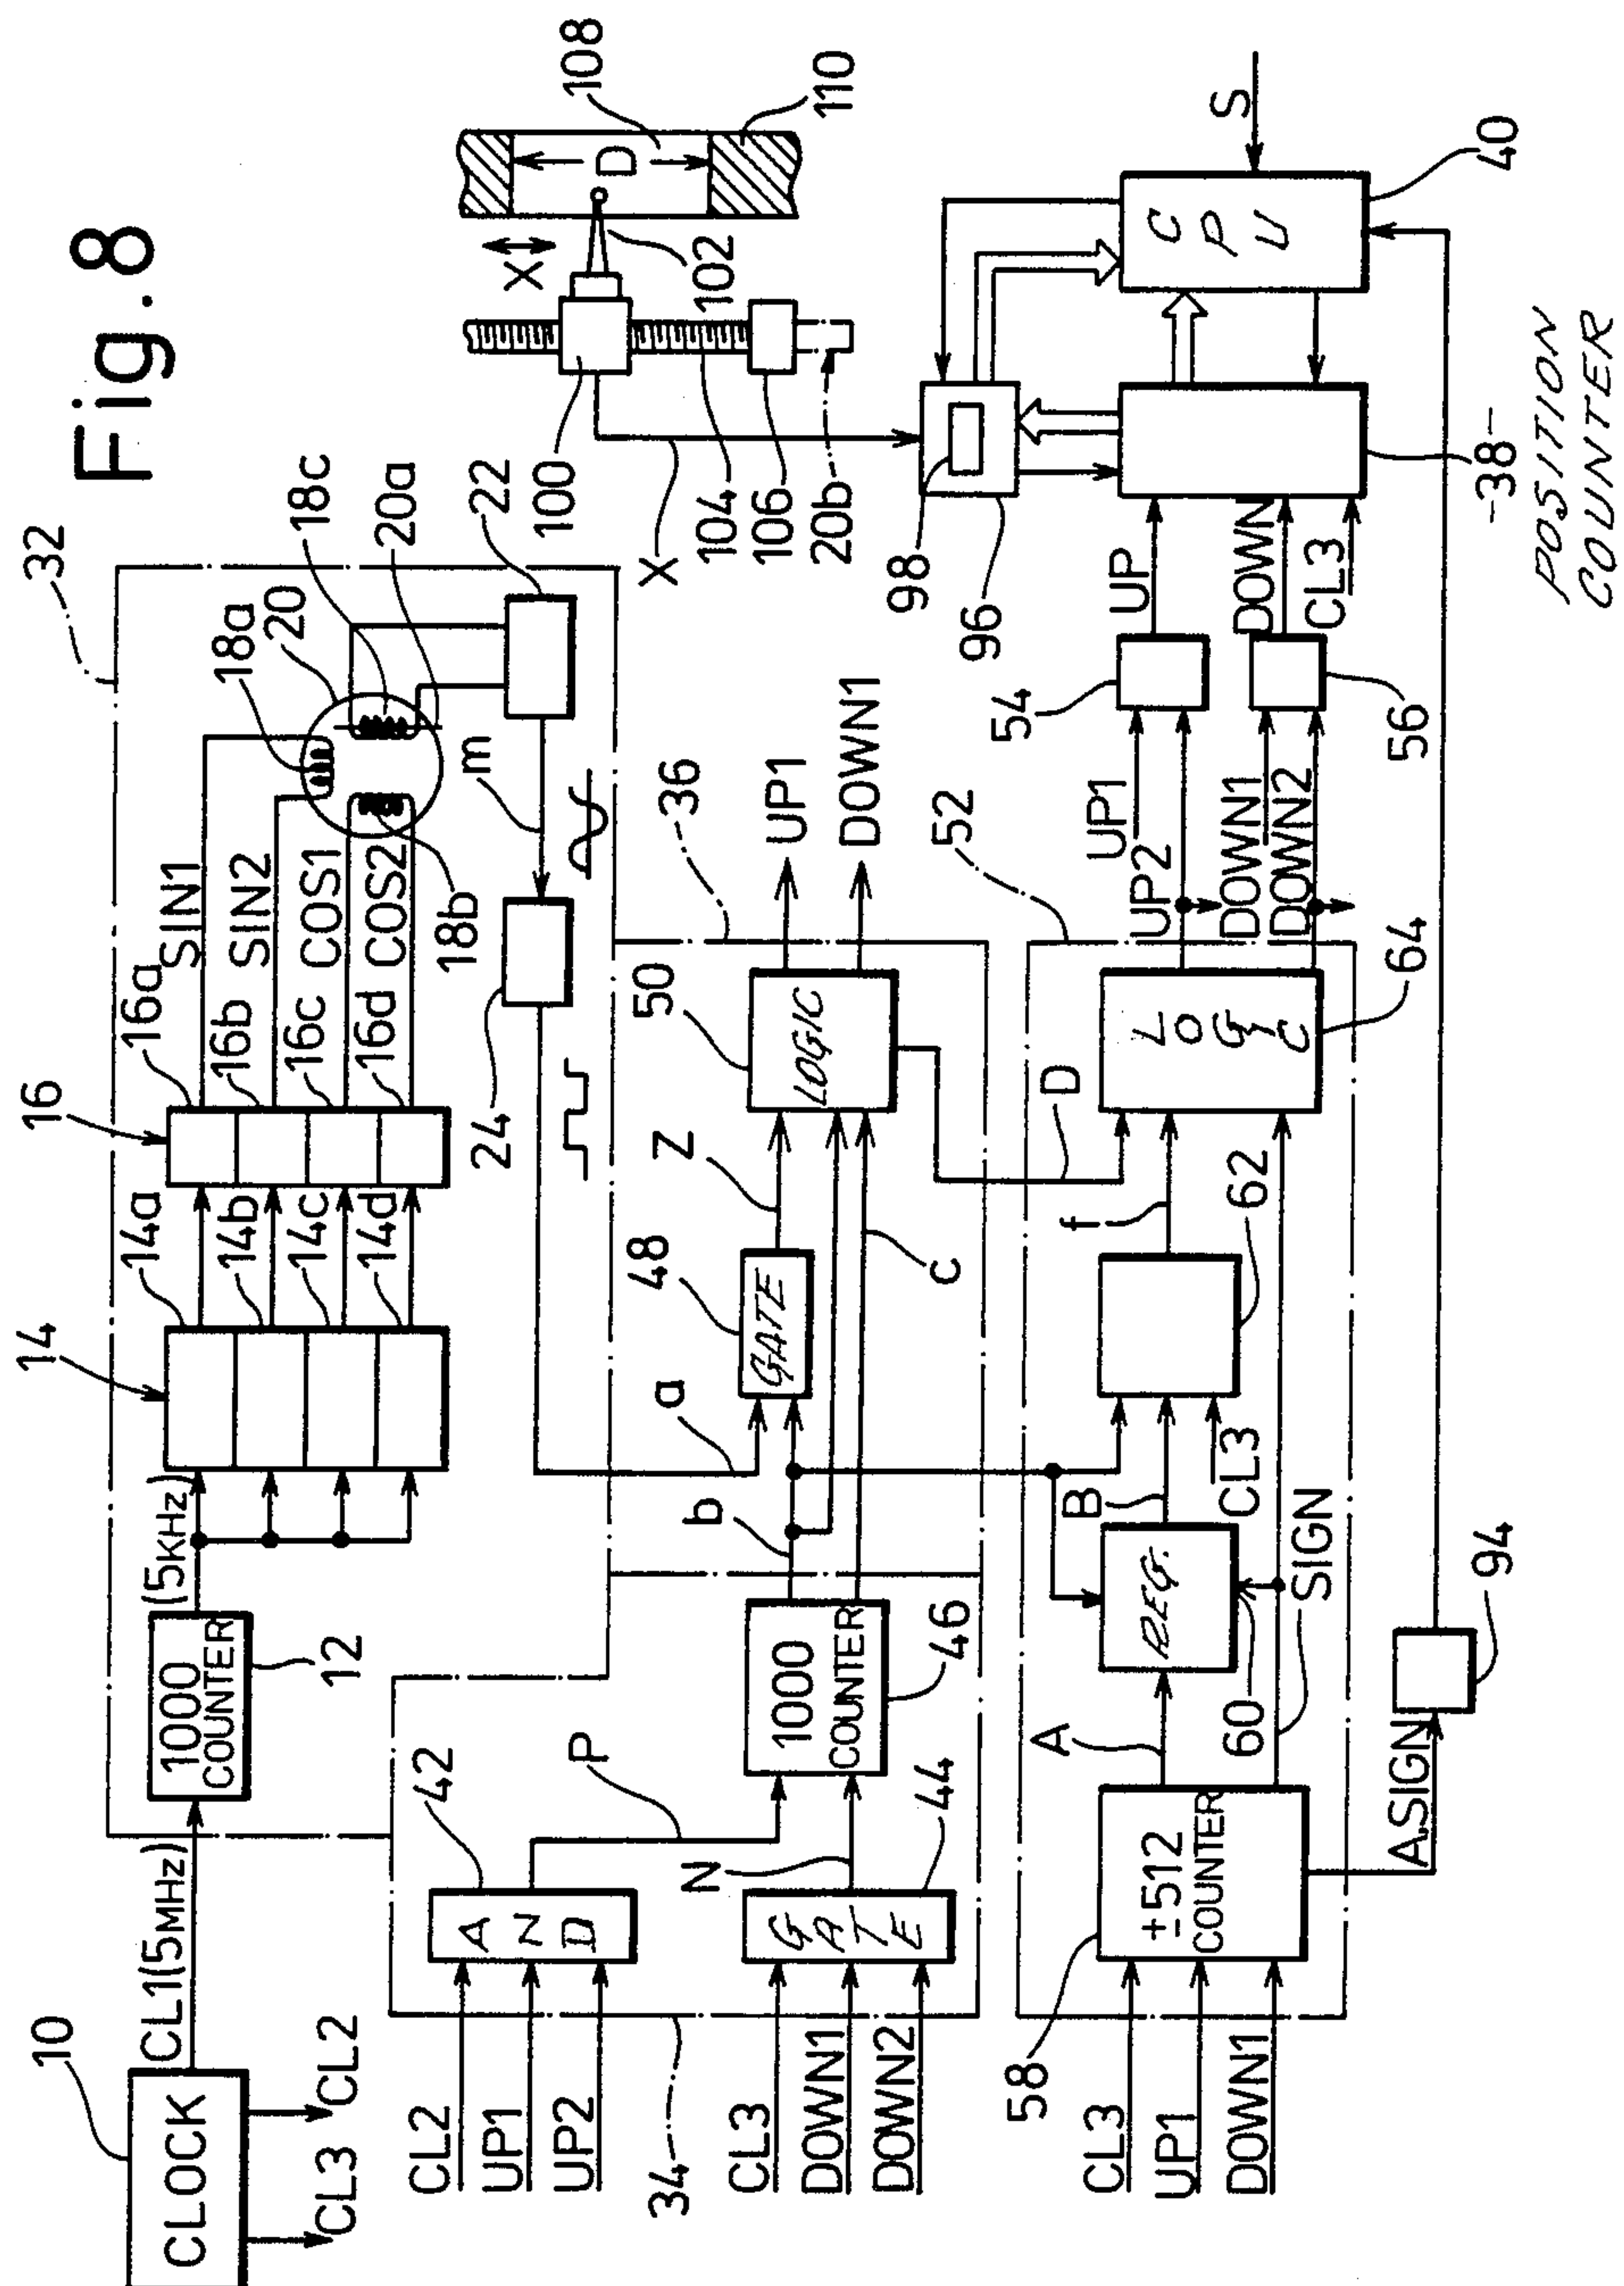 Fig.8
10
CLOCK
CL1(5MHz)
CL2
CL3
1000
COUNTER
12
(5KHz)
14
14a
14b
14c
14d
16
16a
16b
16c
16d
SIN1
SIN2
COS1
COS2
18a
20
18b
18c
20a
22
m
24
32
CL2
UP1
UP2
42
AND
P
34
CL3
DOWN1
DOWN2
GATE
44
N
1000
COUNTER
46
b
a
c
48
GATE
Z
50
LOGIC
36
UP1
DOWN1
D
58
CL3
UP1
DOWN1
±512
COUNTER
A
REG.
60
SIGN
B
CL3
62
f
LOGIC
64
52
ASIGN
94
UP1
UP2
DOWN1
DOWN2
54
56
UP
DOWN
CL3
38
POSITION
COUNTER
96
98
CPU
40
S
X
100
102
X
104
106
20b
D
108
110